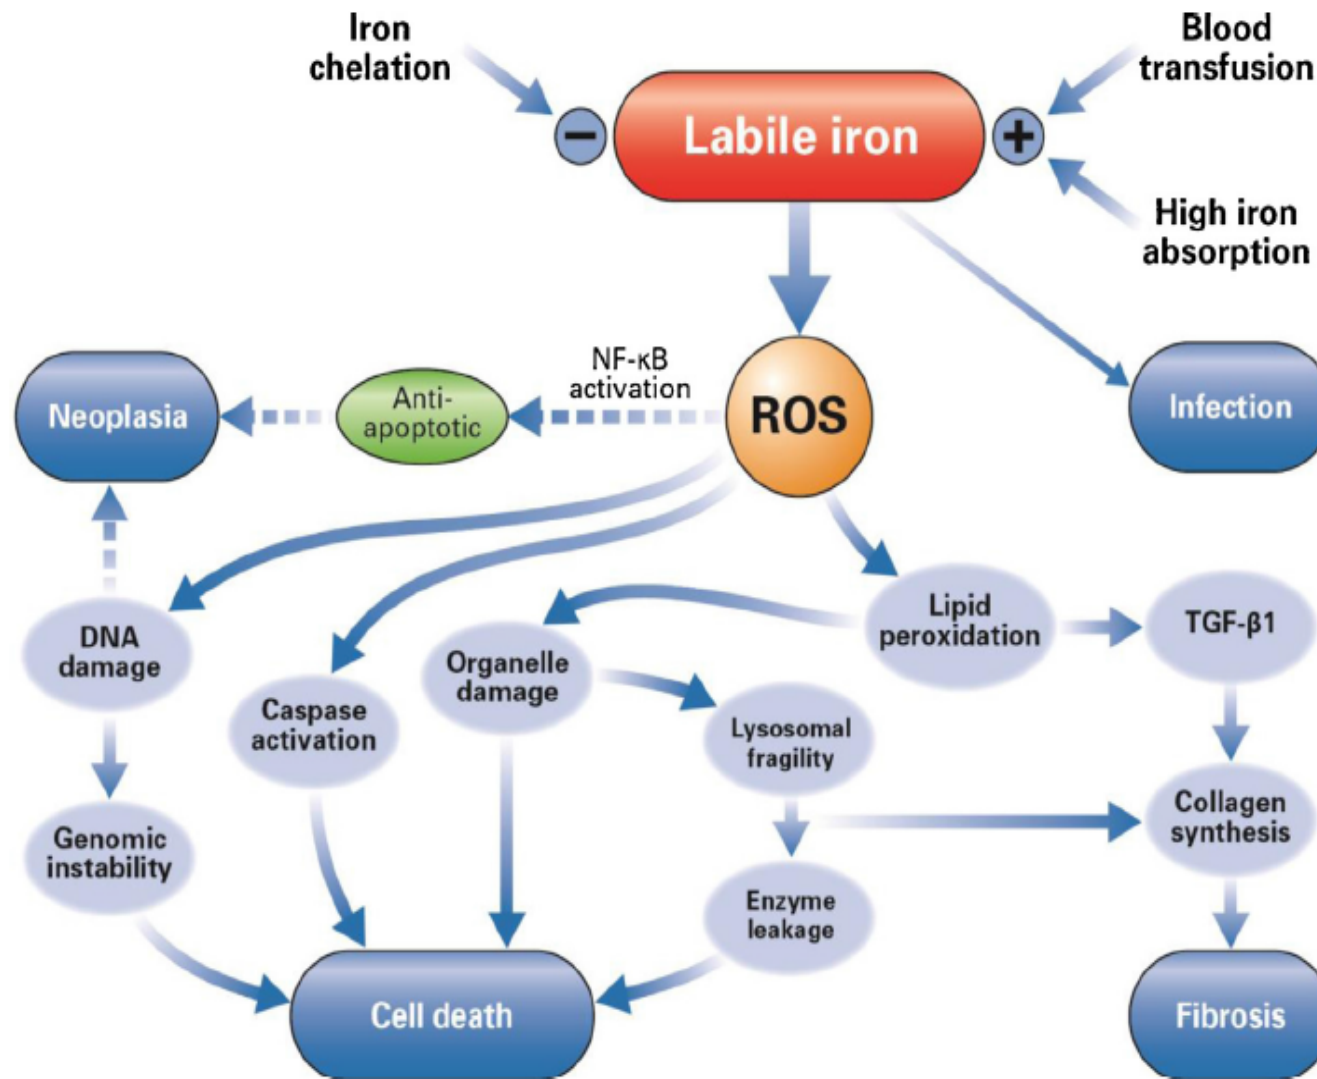 Iron
chelation
Blood
transfusion
−
Labile iron
+
High iron
absorption
NF-κB
activation
Neoplasia
Anti-
apoptotic
ROS
Infection
DNA
damage
Caspase
activation
Organelle
damage
Lipid
peroxidation
TGF-β1
Lysosomal
fragility
Genomic
instability
Collagen
synthesis
Enzyme
leakage
Cell death
Fibrosis